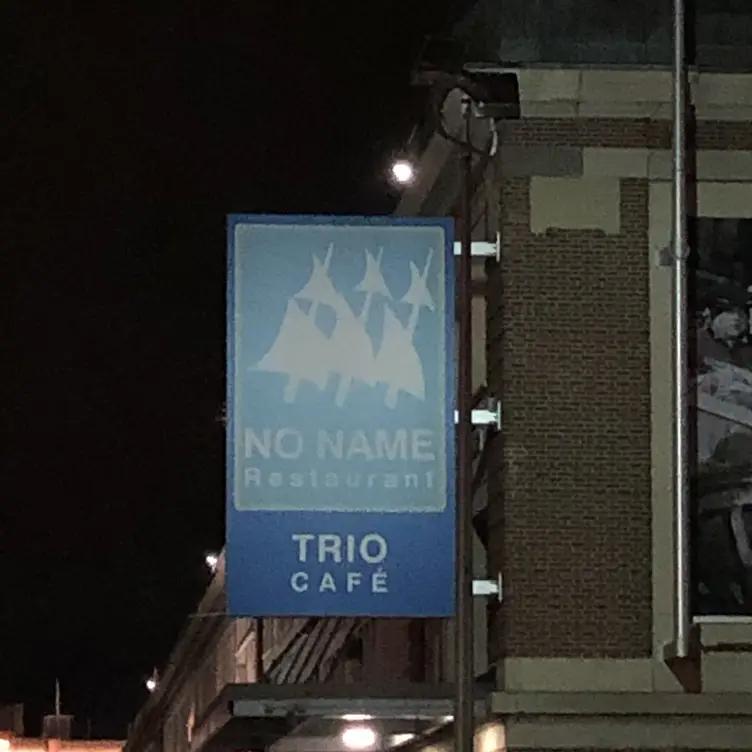 NO NAME
Restaurant
TRIO
CAFÉ